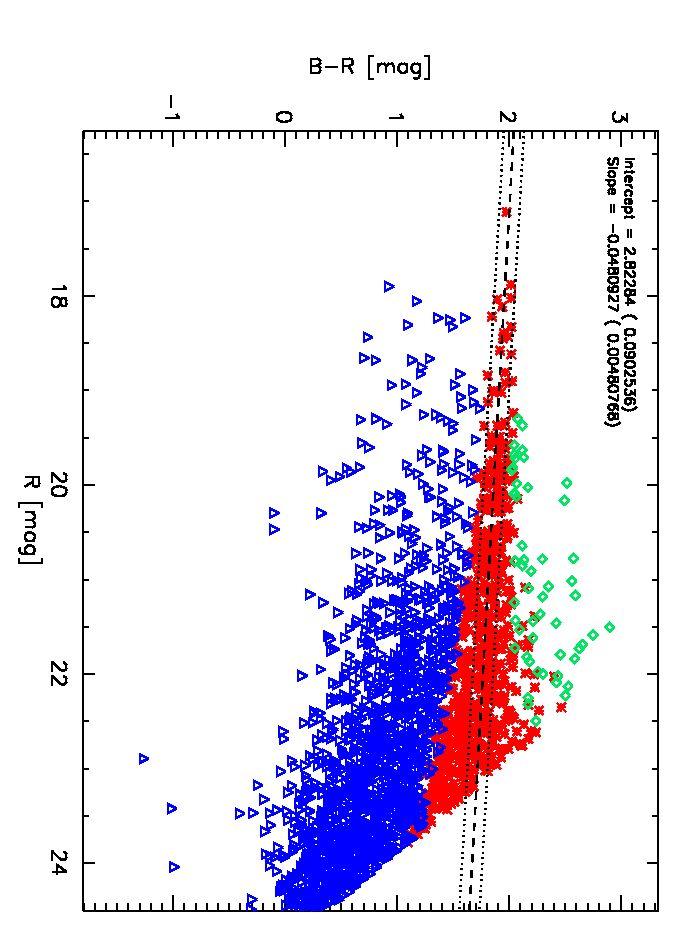 Intercept = 2.82284 ( 0.0902536)
Slope = -0.0480927 ( 0.00480768)
B-R [mag]
3
2
1
0
-1
18
20
22
24
R [mag]